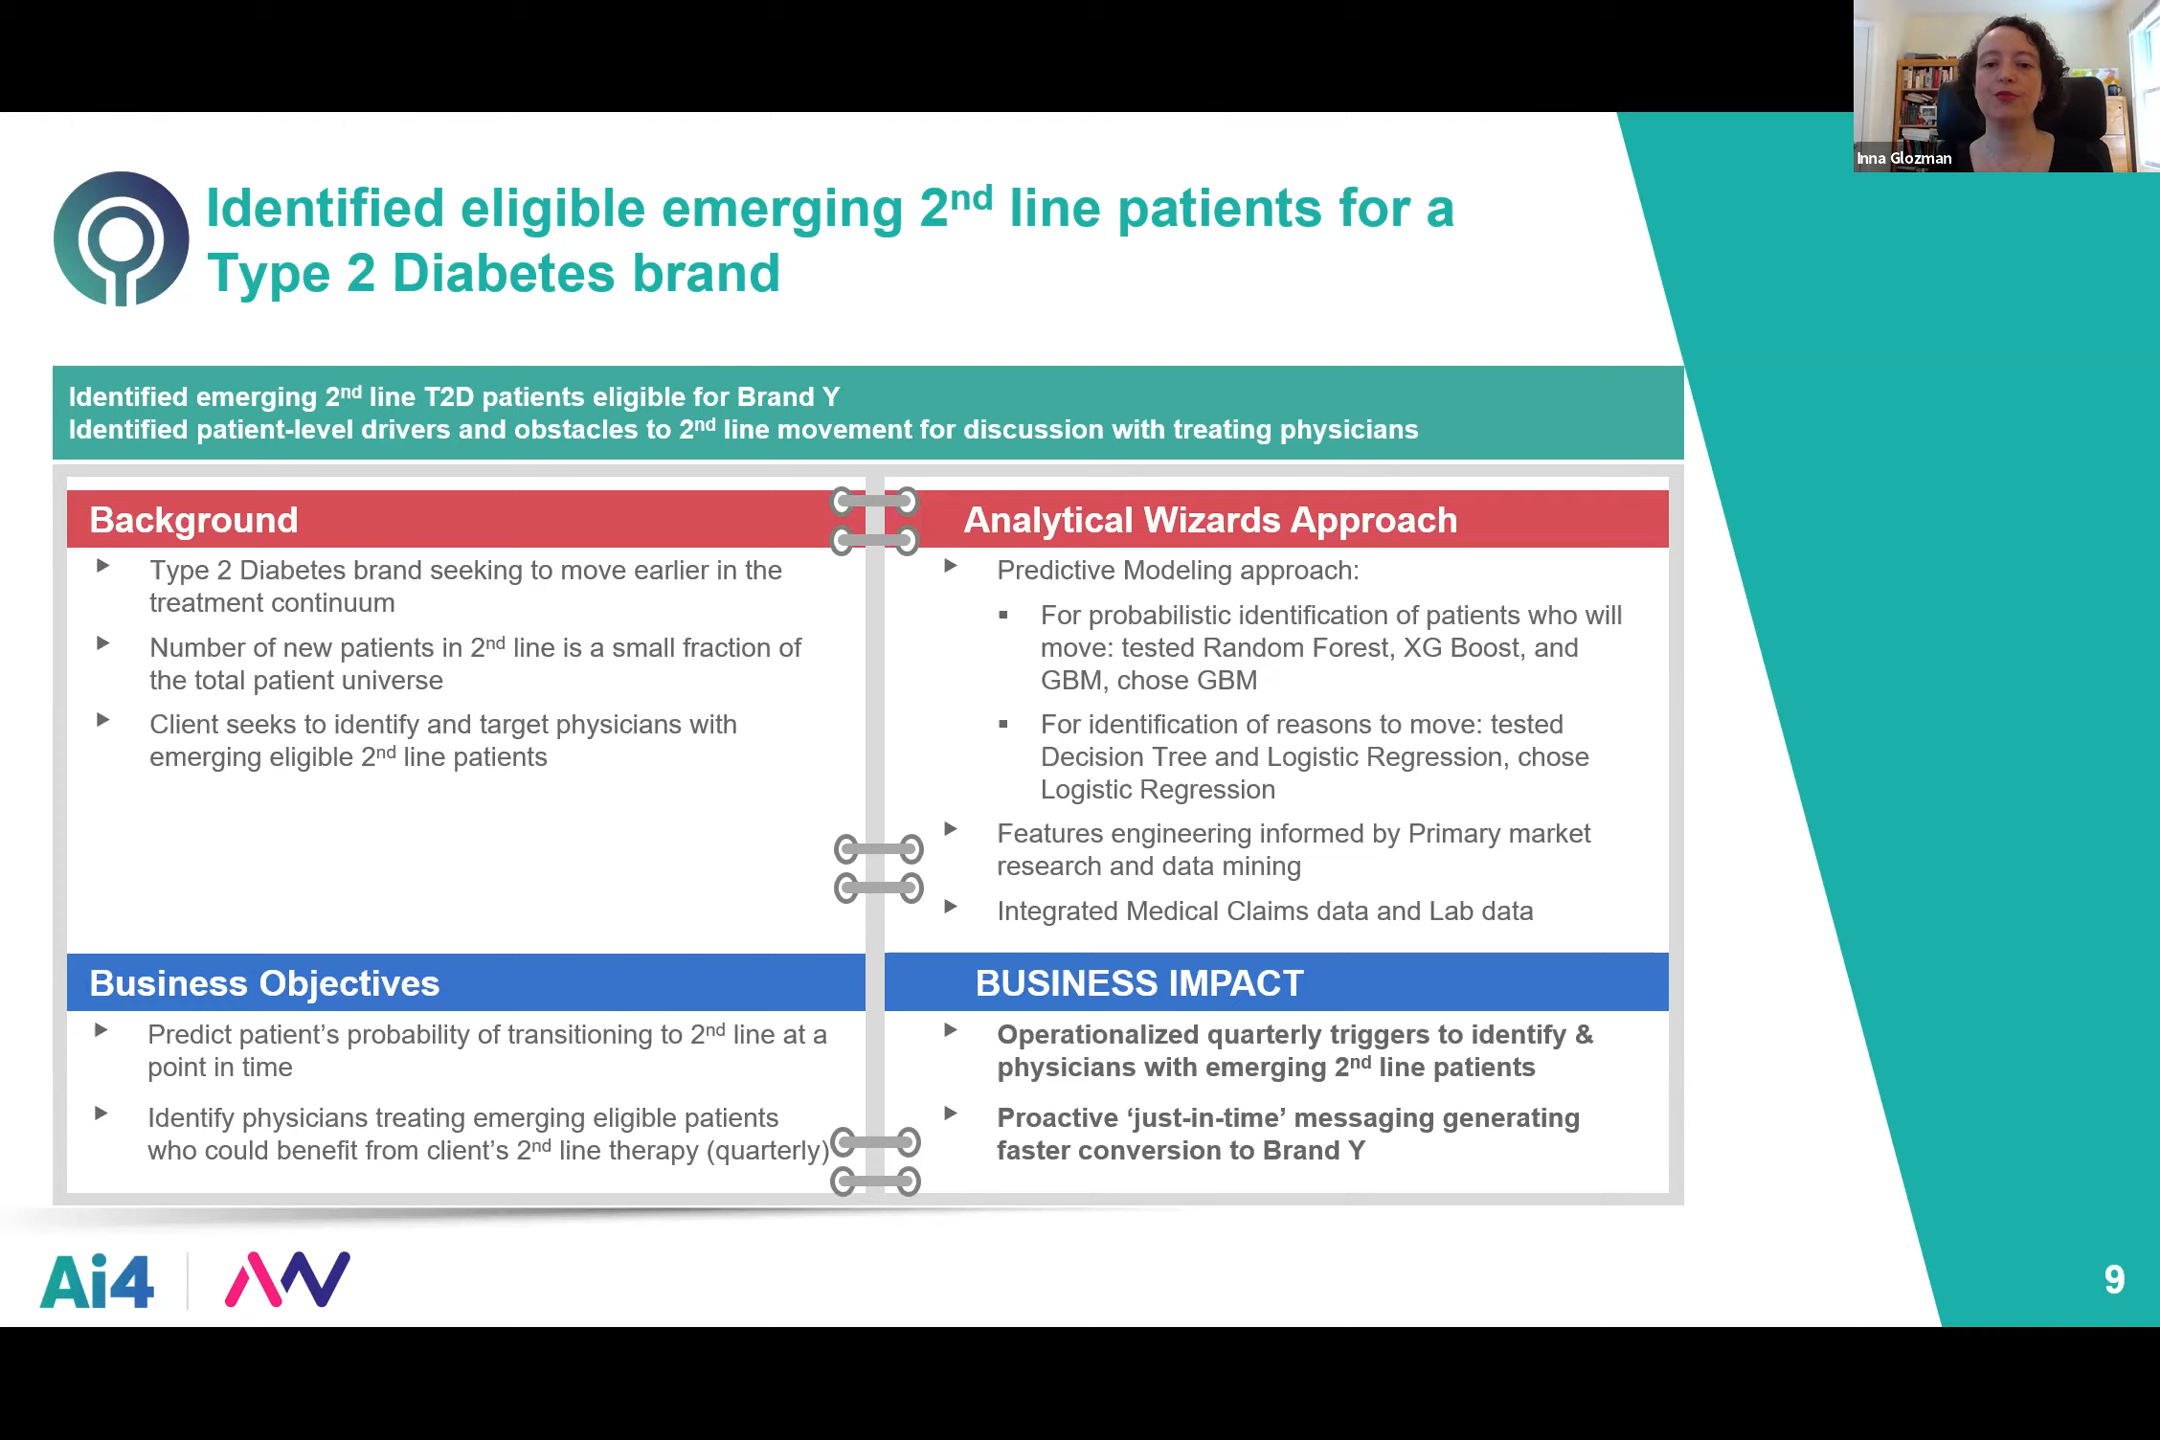 Inna Glozman
Identified eligible emerging 2nd line patients for a
Type 2 Diabetes brand
Identified emerging 2nd line T2D patients eligible for Brand Y
Identified patient-level drivers and obstacles to 2nd line movement for discussion with treating physicians
Background
Type 2 Diabetes brand seeking to move earlier in the
treatment continuum
Number of new patients in 2nd line is a small fraction of
the total patient universe
Client seeks to identify and target physicians with
emerging eligible 2nd line patients
Business Objectives
Predict patient’s probability of transitioning to 2nd line at a
point in time
Identify physicians treating emerging eligible patients
who could benefit from client’s 2nd line therapy (quarterly)
Analytical Wizards Approach
Predictive Modeling approach:
For probabilistic identification of patients who will
move: tested Random Forest, XG Boost, and
GBM, chose GBM
For identification of reasons to move: tested
Decision Tree and Logistic Regression, chose
Logistic Regression
Features engineering informed by Primary market
research and data mining
Integrated Medical Claims data and Lab data
BUSINESS IMPACT
Operationalized quarterly triggers to identify &
physicians with emerging 2nd line patients
Proactive ‘just-in-time’ messaging generating
faster conversion to Brand Y
Ai4
AW
9